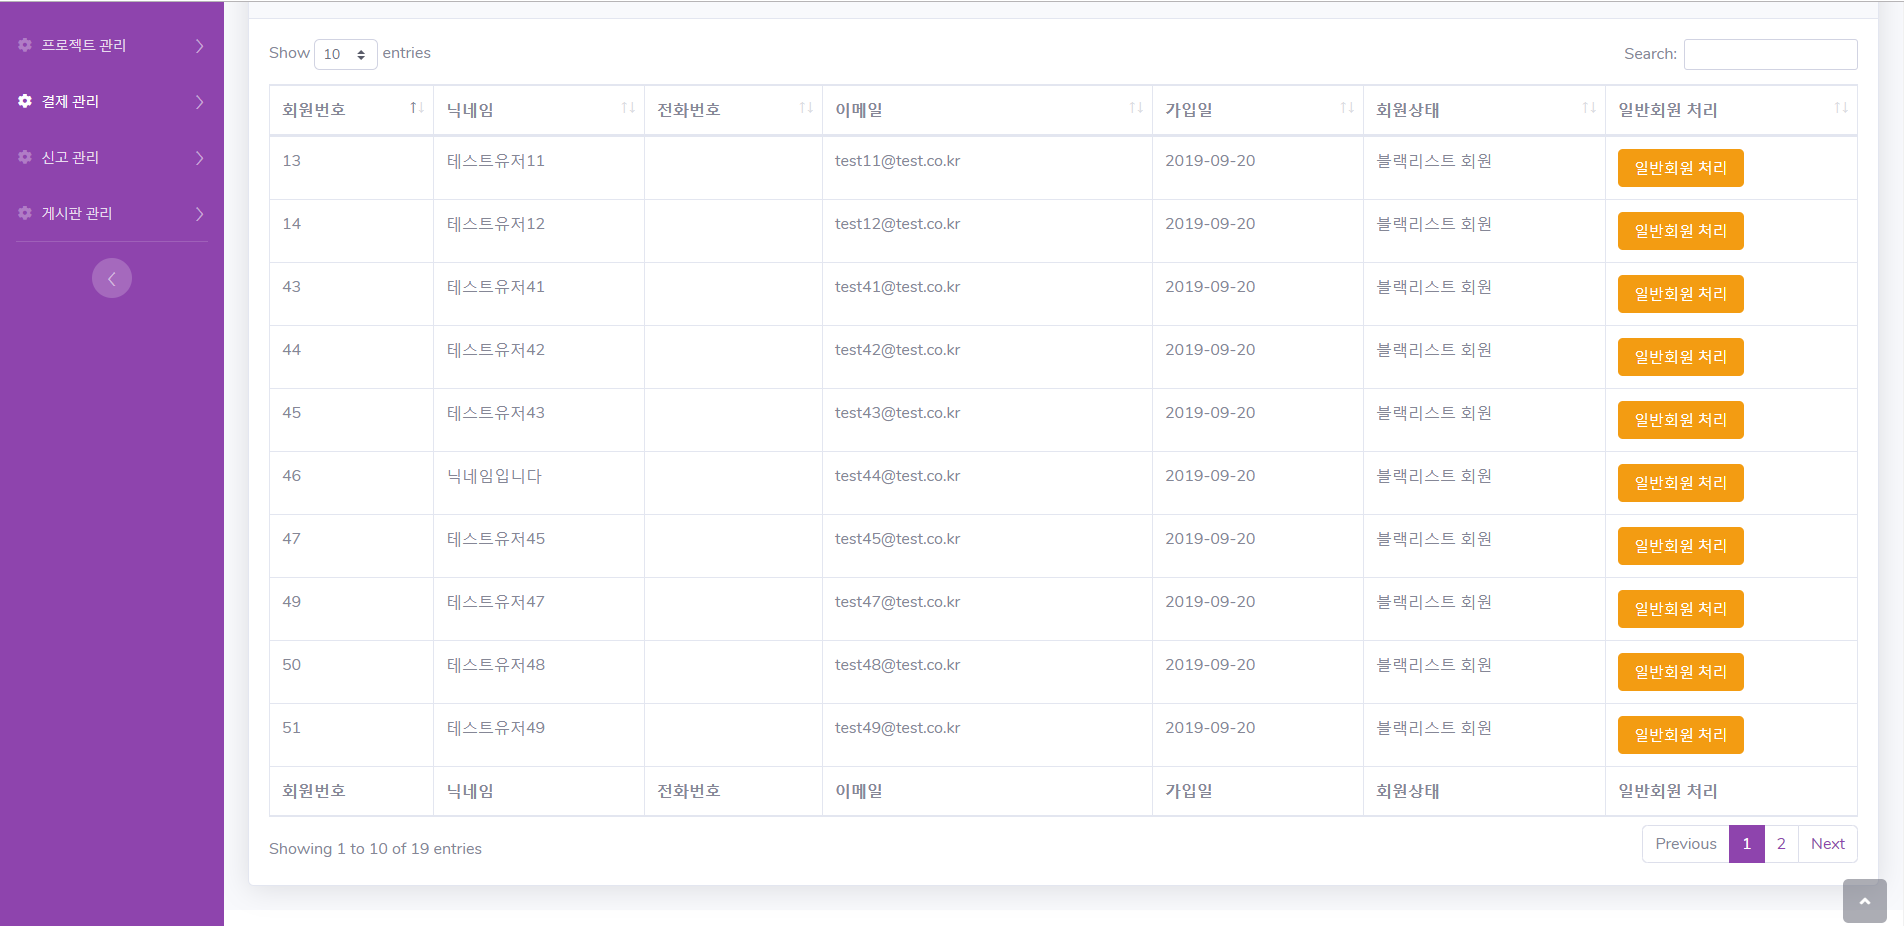 프로젝트 관리
결제 관리
신고 관리
게시판 관리
Show 10 entries
Search:
회원번호 닉네임 전화번호 이메일 가입일 회원상태 일반회원 처리
13 테스트유저11 test11@test.co.kr 2019-09-20 블랙리스트 회원 일반회원 처리
14 테스트유저12 test12@test.co.kr 2019-09-20 블랙리스트 회원 일반회원 처리
43 테스트유저41 test41@test.co.kr 2019-09-20 블랙리스트 회원 일반회원 처리
44 테스트유저42 test42@test.co.kr 2019-09-20 블랙리스트 회원 일반회원 처리
45 테스트유저43 test43@test.co.kr 2019-09-20 블랙리스트 회원 일반회원 처리
46 닉네임입니다 test44@test.co.kr 2019-09-20 블랙리스트 회원 일반회원 처리
47 테스트유저45 test45@test.co.kr 2019-09-20 블랙리스트 회원 일반회원 처리
49 테스트유저47 test47@test.co.kr 2019-09-20 블랙리스트 회원 일반회원 처리
50 테스트유저48 test48@test.co.kr 2019-09-20 블랙리스트 회원 일반회원 처리
51 테스트유저49 test49@test.co.kr 2019-09-20 블랙리스트 회원 일반회원 처리
회원번호 닉네임 전화번호 이메일 가입일 회원상태 일반회원 처리
Showing 1 to 10 of 19 entries
Previous 1 2 Next